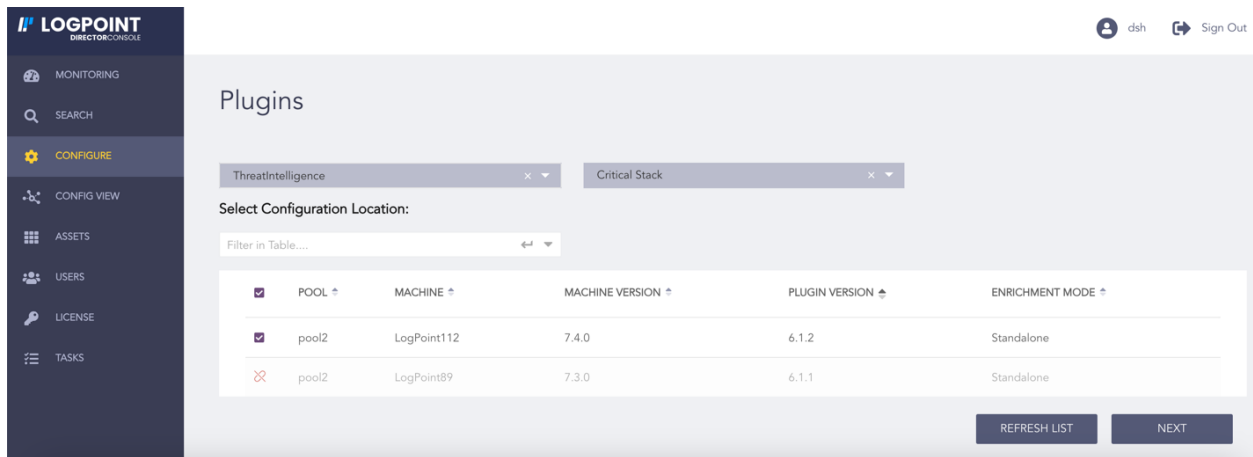 LOGPOINT
DIRECTORCONSOLE
dsh Sign Out
MONITORING
SEARCH
CONFIGURE
CONFIG VIEW
ASSETS
USERS
LICENSE
TASKS
Plugins
ThreatIntelligence Critical Stack
Select Configuration Location:
Filter in Table....
POOL MACHINE MACHINE VERSION PLUGIN VERSION ENRICHMENT MODE
pool2 LogPoint112 7.4.0 6.1.2 Standalone
pool2 LogPoint89 7.3.0 6.1.1 Standalone
REFRESH LIST NEXT